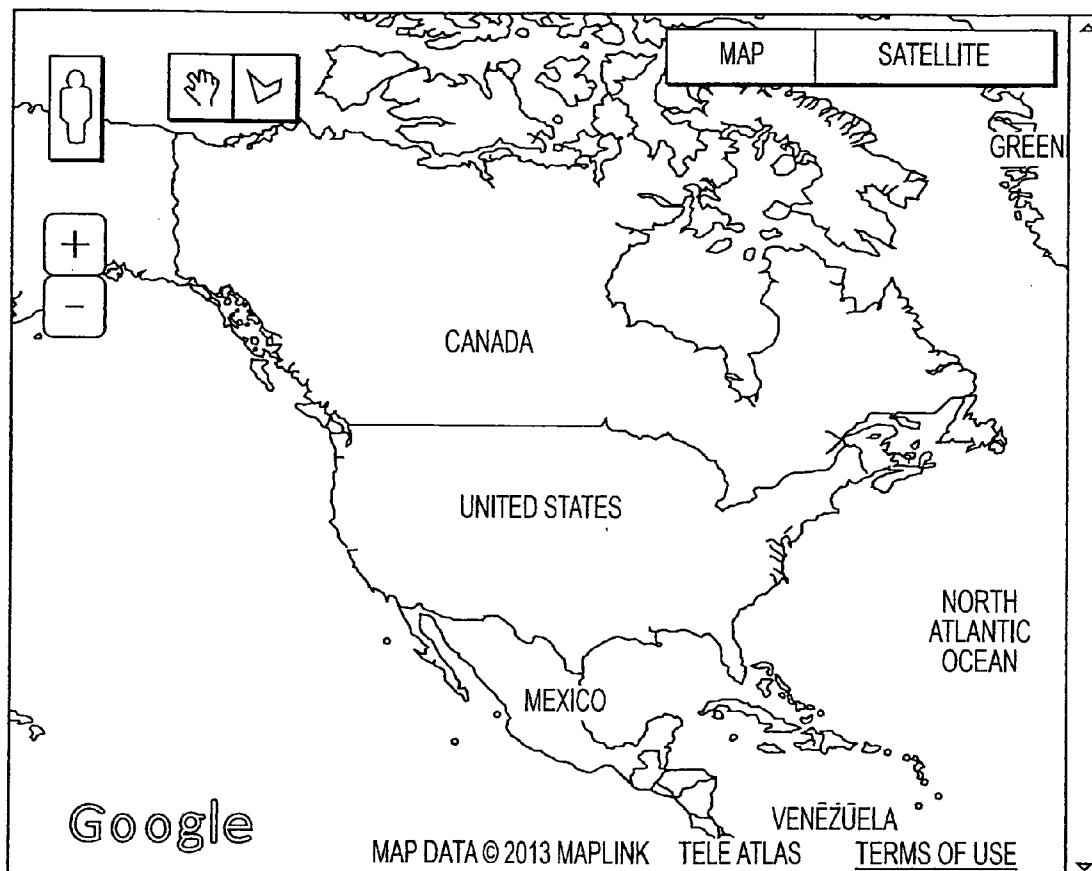 MAP
SATELLITE
GREEN
+
−
CANADA
UNITED STATES
NORTH
ATLANTIC
OCEAN
MEXICO
Google
VENEZUELA
MAP DATA © 2013 MAPLINK TELE ATLAS TERMS OF USE